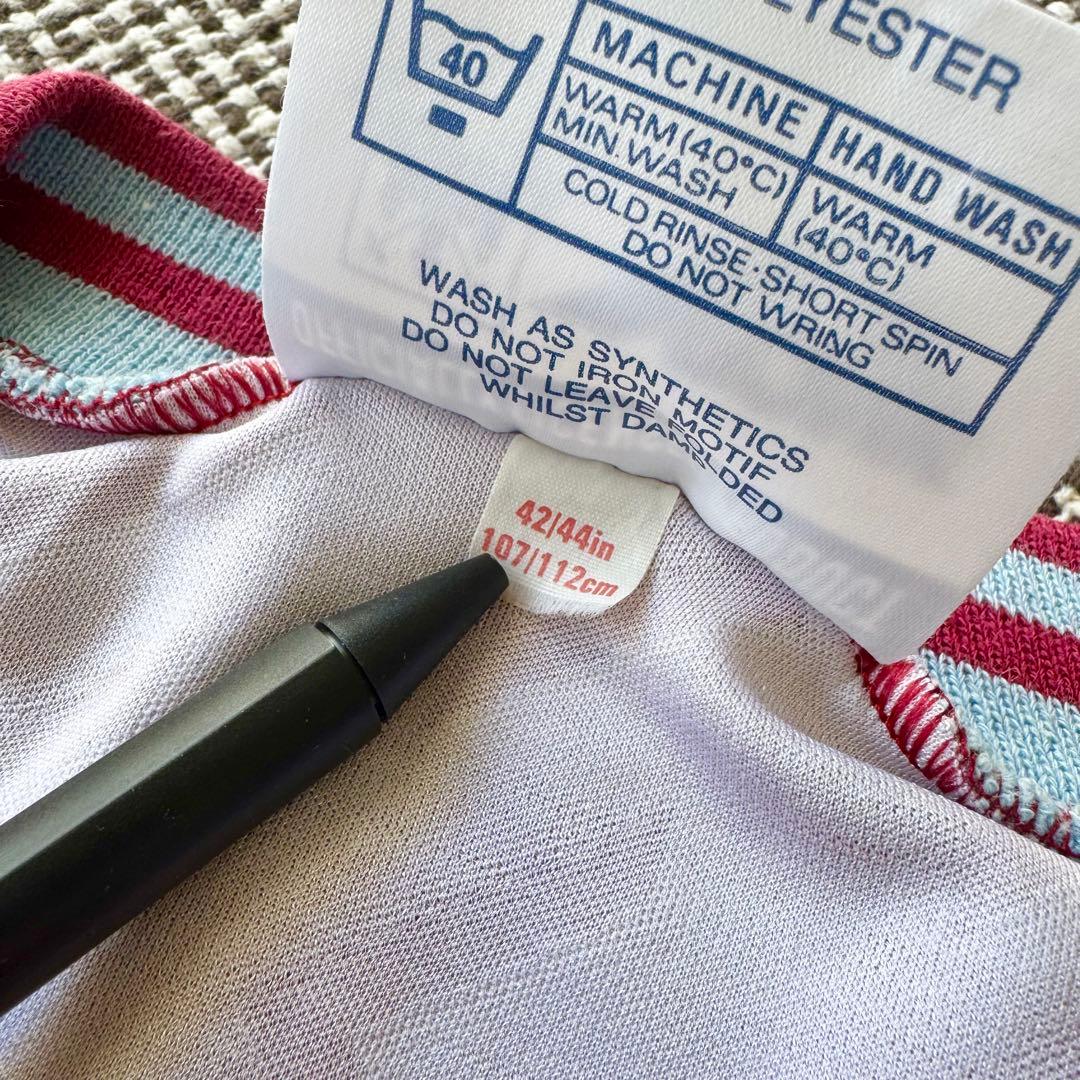 YESTER
40
MACHINE
HAND WASH
WARM(40°C)
MIN.WASH
WARM
(40°C)
COLD RINSE·SHORT SPIN
DO NOT WRING
WASH AS SYNTHETICS
DO NOT IRON MOTIF
DO NOT LEAVE FOLDED
WHILST DAMP
42/44in
107/112cm